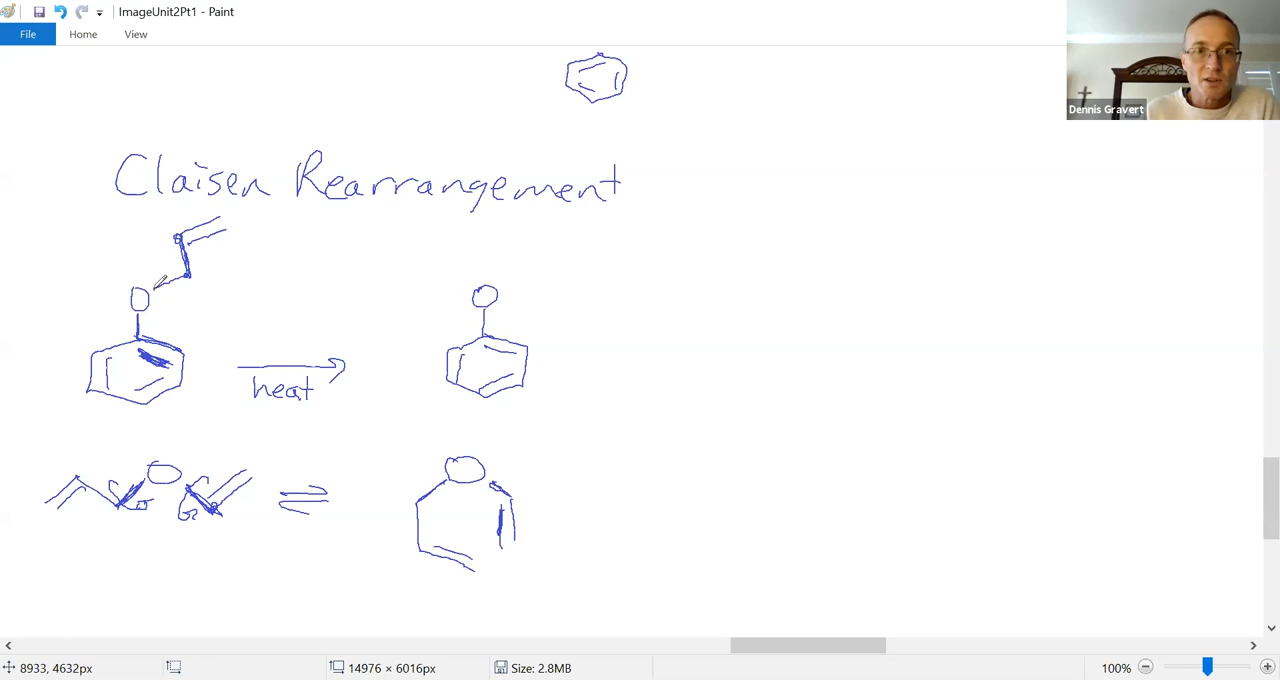 ImageUnit2Pt1 - Paint
File Home View
Dennis Gravert
Claisen Rearrangement
O
O
heat
O
O
σ
σ
8933, 4632px
14976 × 6016px
Size: 2.8MB
100%